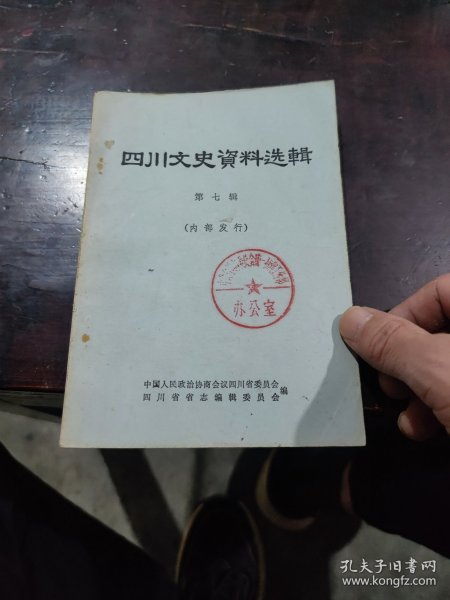 四川文史資料选輯
第七辑
(内部发行)
办公室
中国人民政治协商会议四川省委员会
四川省省志编辑委员会
编
孔夫子旧书网
www.kongfz.com